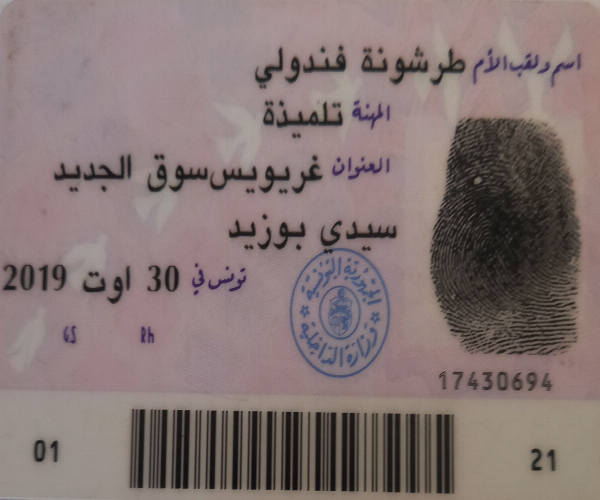 اسم ولقب الأم طرشونة فندولي
المهنة تلميذة
العنوان غريويس سوق الجديد
سيدي بوزيد
تونس في 30 اوت 2019
GS Rh
الجمهورية التونسية
وزارة الداخلية
17430694
01 21